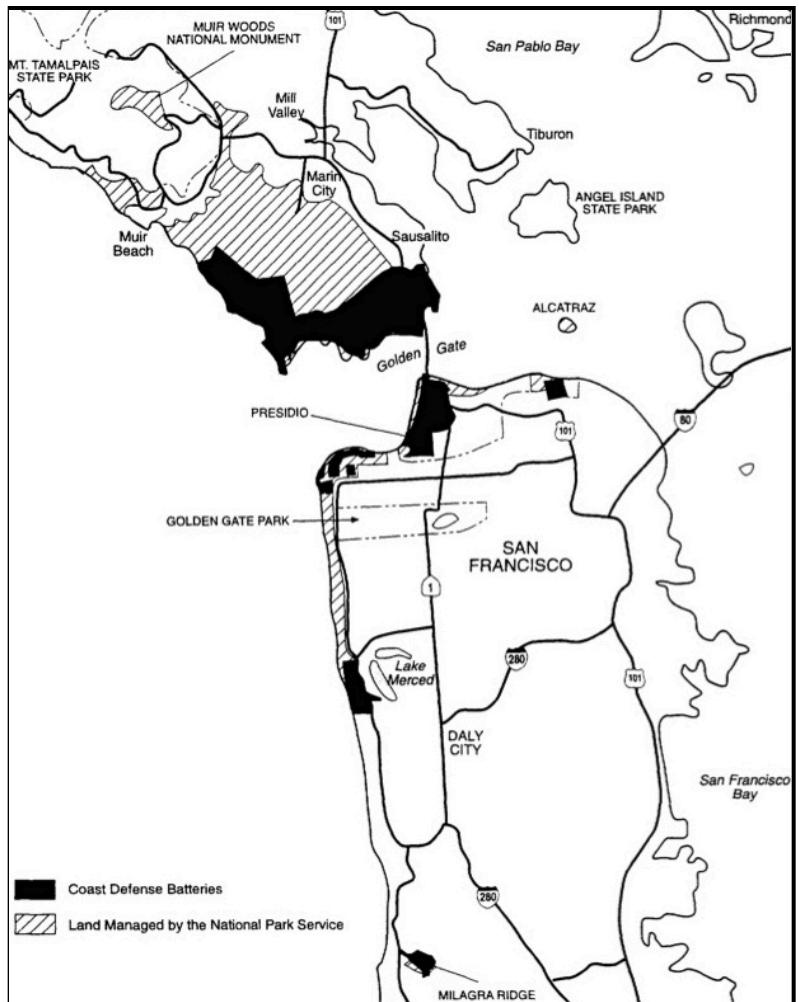 101
MUIR WOODS
NATIONAL MONUMENT
Richmond
San Pablo Bay
MT. TAMALPAIS
STATE PARK
Mill
Valley
Tiburon
Marin
City
ANGEL ISLAND
STATE PARK
Muir
Beach
Sausalito
ALCATRAZ
Golden Gate
PRESIDIO
80
101
GOLDEN GATE PARK
SAN
FRANCISCO
1
280
Lake
Merced
101
DALY
CITY
San Francisco
Bay
Coast Defense Batteries
280
Land Managed by the National Park Service
MILAGRA RIDGE